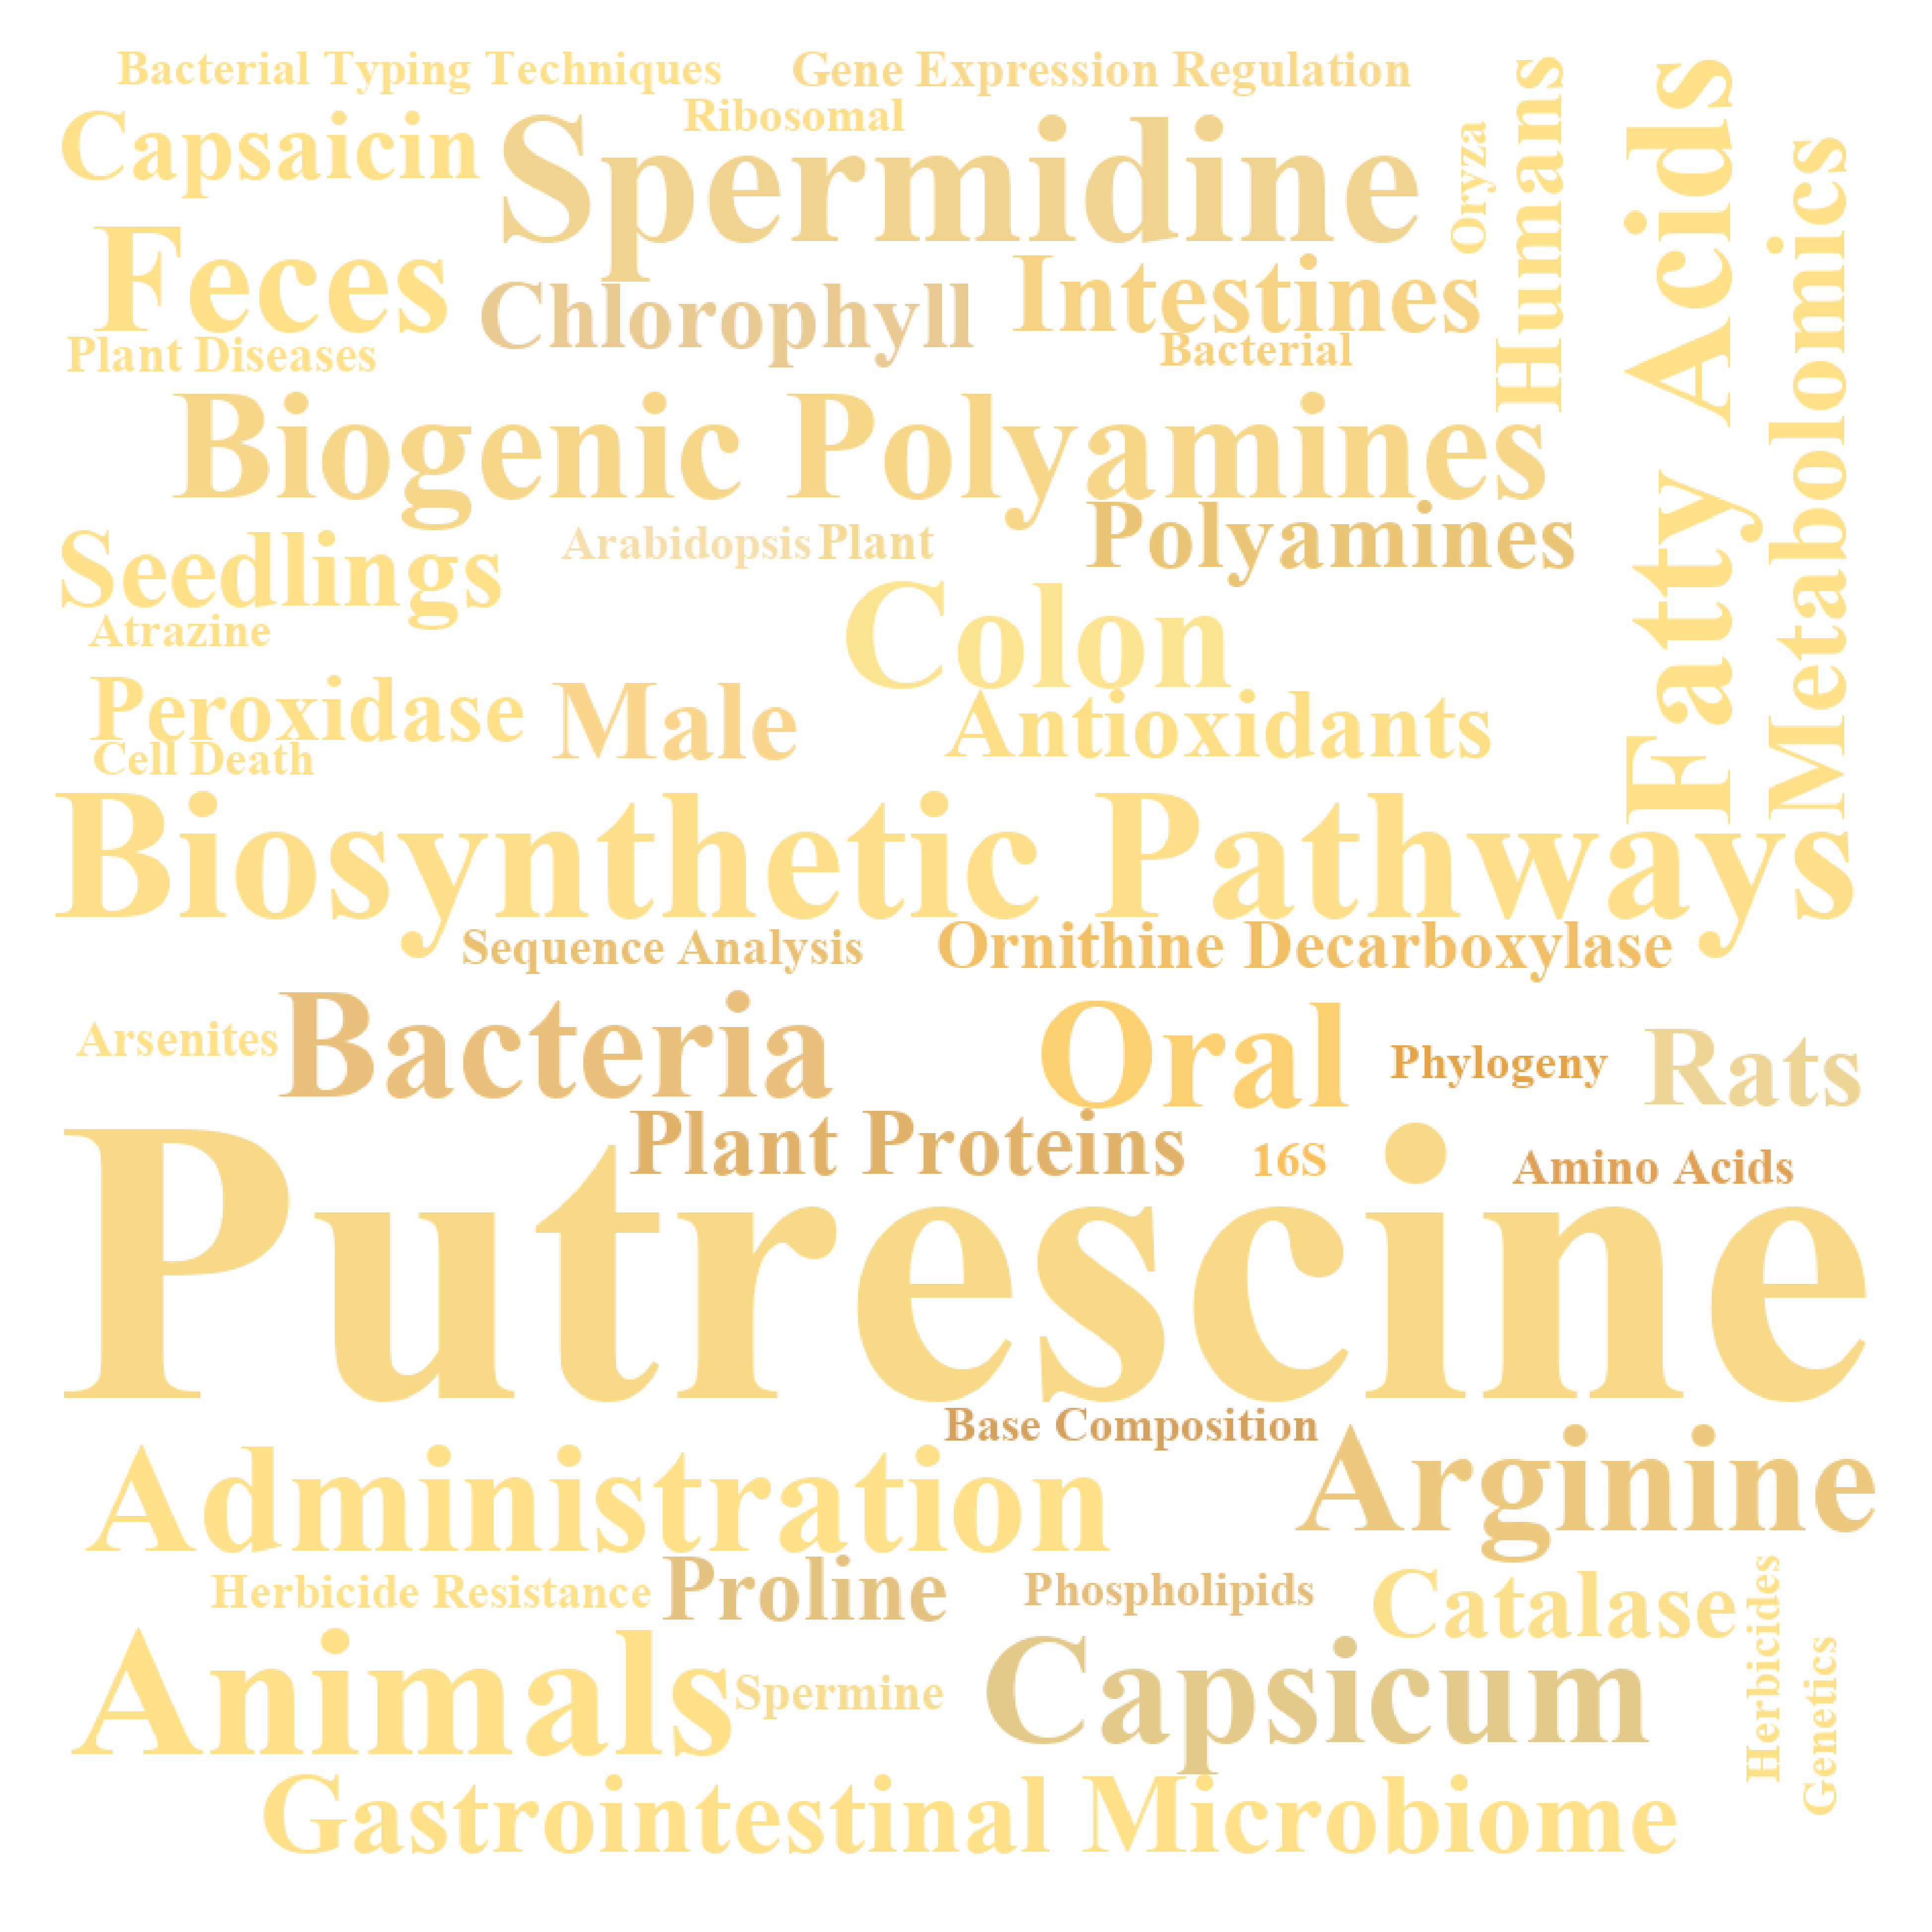 Bacterial Typing Techniques
Gene Expression Regulation
Ribosomal
Capsaicin
Spermidine
Oryza
Humans
Fatty Acids
Metabolomics
Feces
Chlorophyll
Intestines
Plant Diseases
Bacterial
Biogenic Polyamines
Seedlings
Arabidopsis
Plant
Polyamines
Atrazine
Colon
Peroxidase
Male
Antioxidants
Cell Death
Biosynthetic Pathways
Sequence Analysis
Ornithine Decarboxylase
Arsenites
Bacteria
Oral
Phylogeny
Rats
Plant Proteins
16S
Amino Acids
Putrescine
Base Composition
Administration
Arginine
Herbicide Resistance
Proline
Phospholipids
Catalase
Herbicides
Genetics
Animals
Spermine
Capsicum
Gastrointestinal Microbiome